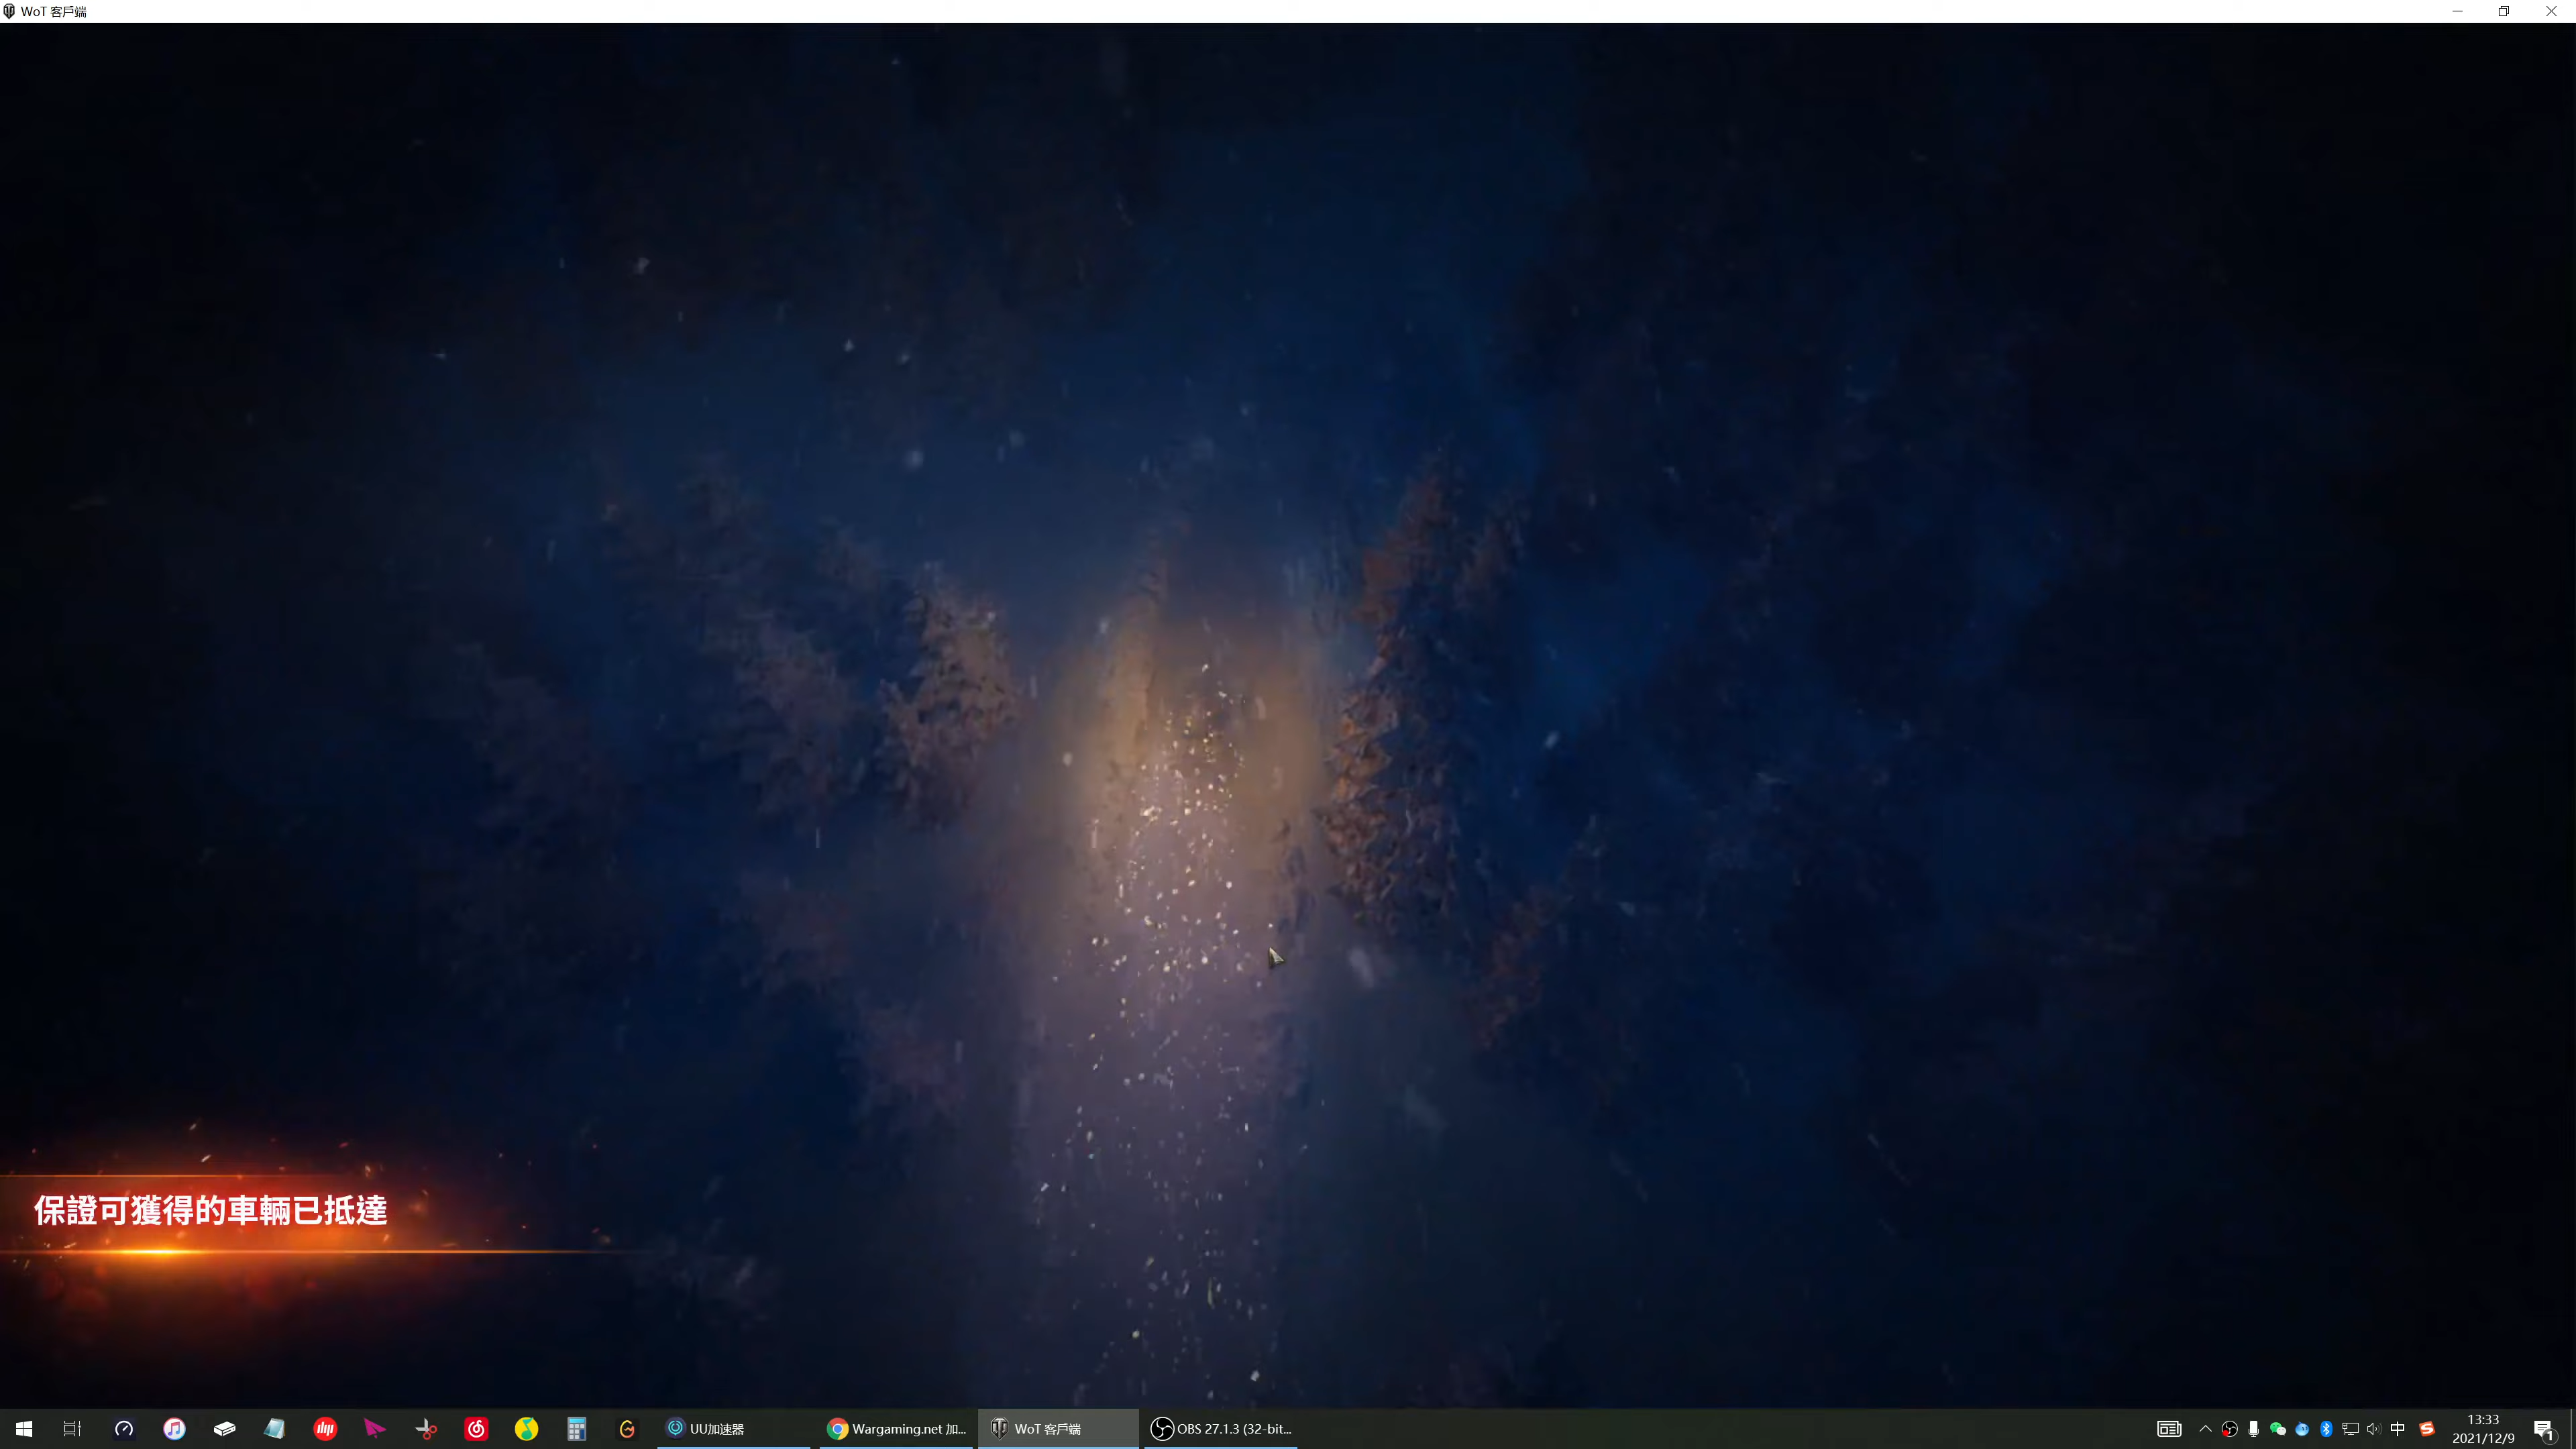 WoT 客戶端
保證可獲得的車輛已抵達
UU加速器
Wargaming.net 加...
WoT 客戶端
OBS 27.1.3 (32-bit...
中
13:33
2021/12/9
1